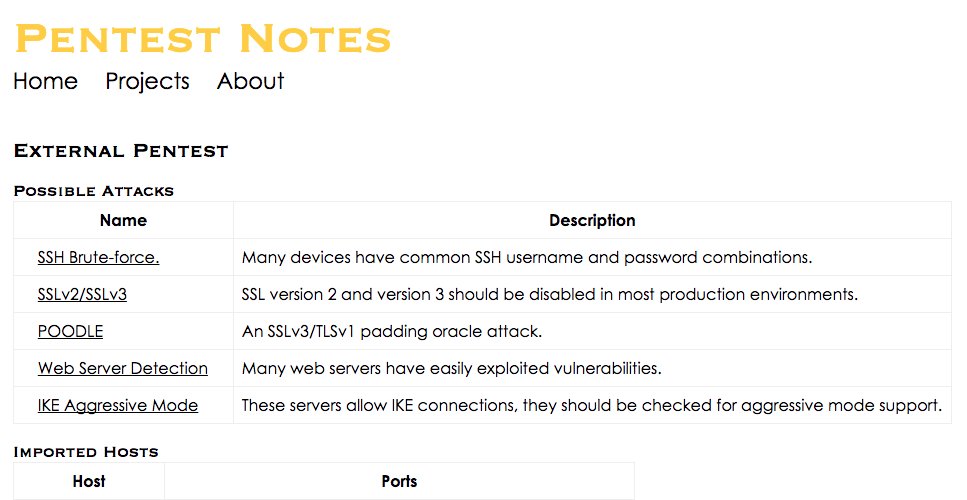 Pentest Notes
Home Projects About
External Pentest
Possible Attacks
Name Description
SSH Brute-force. Many devices have common SSH username and password combinations.
SSLv2/SSLv3 SSL version 2 and version 3 should be disabled in most production environments.
POODLE An SSLv3/TLSv1 padding oracle attack.
Web Server Detection Many web servers have easily exploited vulnerabilities.
IKE Aggressive Mode These servers allow IKE connections, they should be checked for aggressive mode support.
Imported Hosts
Host Ports